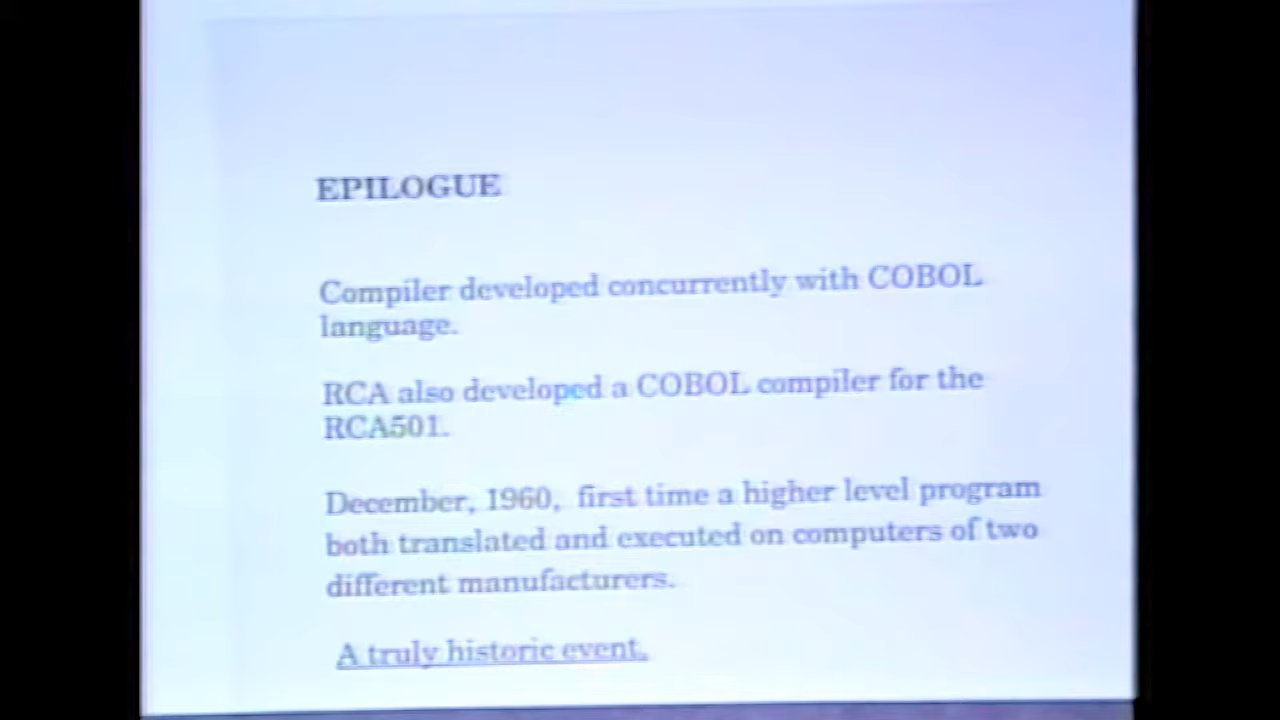 EPILOGUE
Compiler developed concurrently with COBOL
language.
RCA also developed a COBOL compiler for the
RCA501.
December, 1960, first time a higher level program
both translated and executed on computers of two
different manufacturers.
A truly historic event.